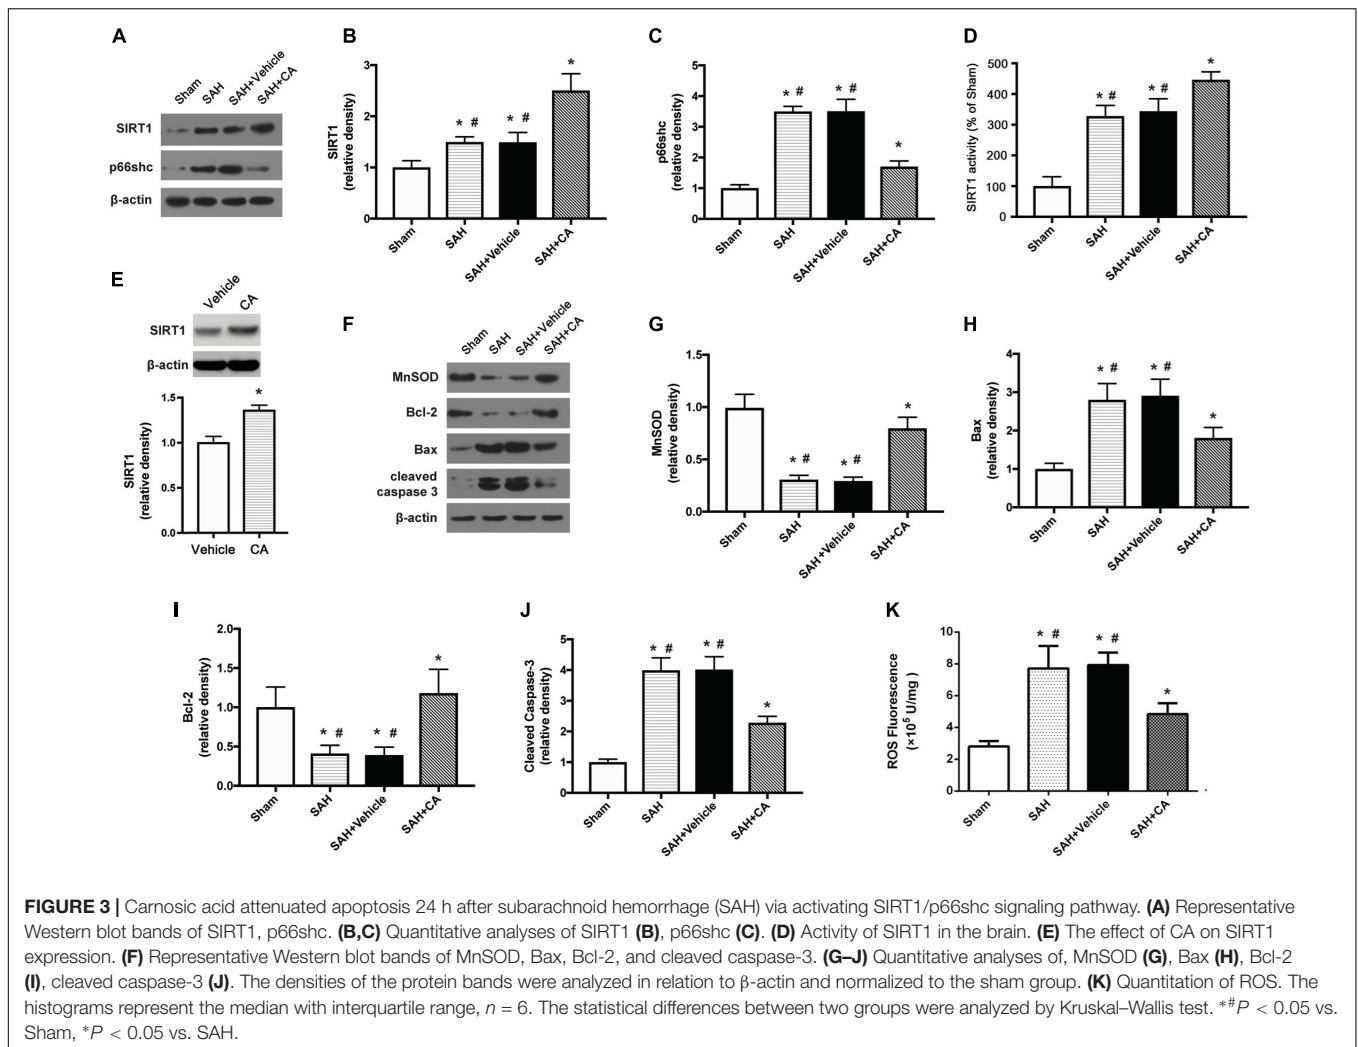 A
Sham
SAH
SAH+Vehicle
SAH+CA
SIRT1
p66shc
β-actin
B
SIRT1
(relative density)
3
2
1
0
*
#
*
#
*
Sham
SAH
SAH+Vehicle
SAH+CA
C
p66shc
(relative density)
5
4
3
2
1
0
* #
* #
*
Sham
SAH
SAH+Vehicle
SAH+CA
D
SIRT1 activity (% of Sham)
500
400
300
200
100
0
* #
* #
*
Sham
SAH
SAH+Vehicle
SAH+CA
E
Vehicle
CA
SIRT1
β-actin
SIRT1
(relative density)
1.5
1.0
0.5
0.0
*
Vehicle
CA
F
Sham
SAH
SAH+Vehicle
SAH+CA
MnSOD
Bcl-2
Bax
cleaved
caspase 3
β-actin
G
MnSOD
(relative density)
1.5
1.0
0.5
0.0
* #
* #
*
Sham
SAH
SAH+Vehicle
SAH+CA
H
Bax
(relative density)
4
3
2
1
0
* #
* #
*
Sham
SAH
SAH+Vehicle
SAH+CA
I
Bcl-2
(relative density)
2.0
1.5
1.0
0.5
0.0
* #
* #
*
Sham
SAH
SAH+Vehicle
SAH+CA
J
Cleaved Caspase-3
(relative density)
5
4
3
2
1
0
* #
* #
*
Sham
SAH
SAH+Vehicle
SAH+CA
K
ROS Fluorescence
(×10⁵ U/mg )
10
8
6
4
2
0
* #
* #
*
Sham
SAH
SAH+Vehicle
SAH+CA
FIGURE 3 | Carnosic acid attenuated apoptosis 24 h after subarachnoid hemorrhage (SAH) via activating SIRT1/p66shc signaling pathway. (A) Representative
Western blot bands of SIRT1, p66shc. (B,C) Quantitative analyses of SIRT1 (B), p66shc (C). (D) Activity of SIRT1 in the brain. (E) The effect of CA on SIRT1
expression. (F) Representative Western blot bands of MnSOD, Bax, Bcl-2, and cleaved caspase-3. (G–J) Quantitative analyses of, MnSOD (G), Bax (H), Bcl-2
(I), cleaved caspase-3 (J). The densities of the protein bands were analyzed in relation to β-actin and normalized to the sham group. (K) Quantitation of ROS. The
histograms represent the median with interquartile range, n = 6. The statistical differences between two groups were analyzed by Kruskal–Wallis test. *#P < 0.05 vs.
Sham, *P < 0.05 vs. SAH.